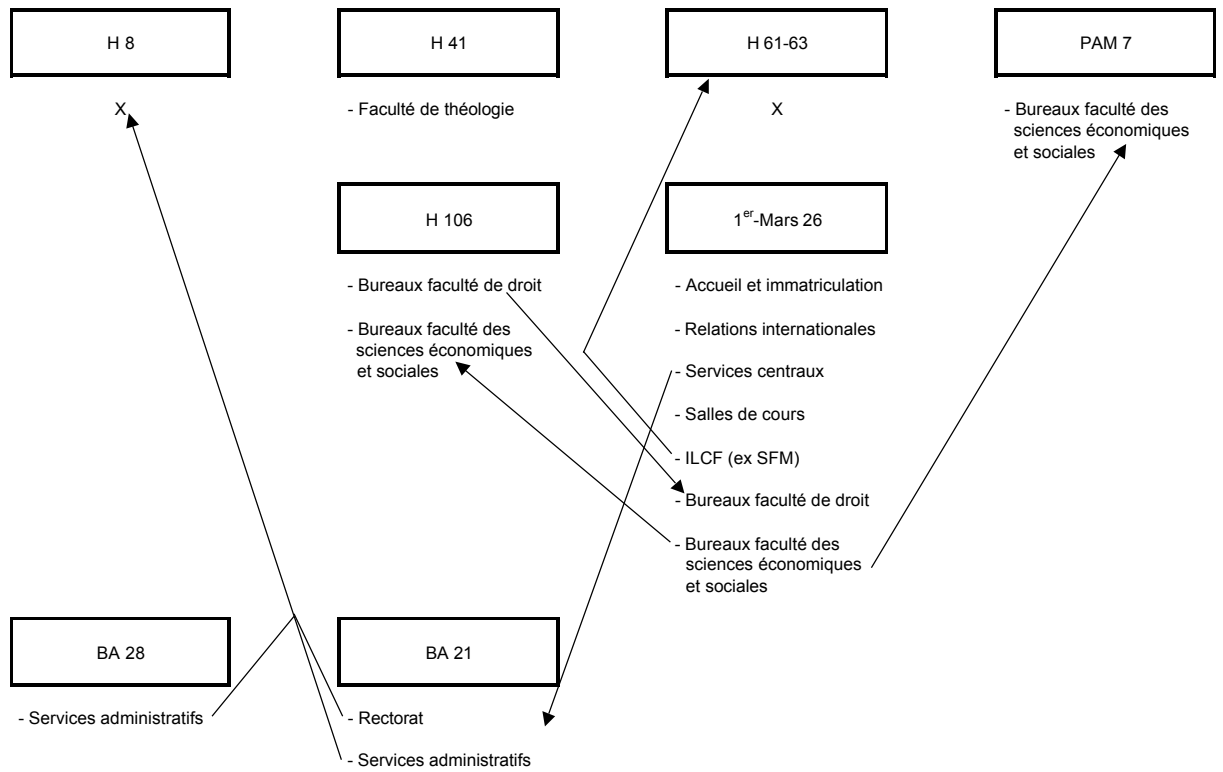 H 8
H 41
H 61-63
PAM 7
X
- Faculté de théologie
X
- Bureaux faculté des
sciences économiques
et sociales
H 106
1er-Mars 26
- Bureaux faculté de droit
- Bureaux faculté des
sciences économiques
et sociales
- Accueil et immatriculation
- Relations internationales
- Services centraux
- Salles de cours
- ILCF (ex SFM)
- Bureaux faculté de droit
- Bureaux faculté des
sciences économiques
et sociales
BA 28
BA 21
- Services administratifs
- Rectorat
- Services administratifs